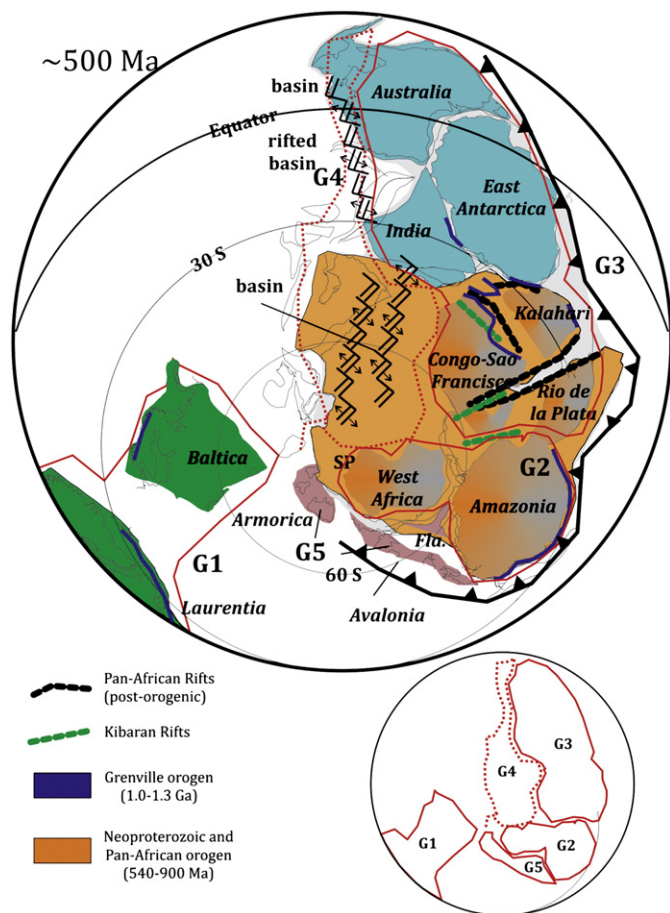 ~500 Ma
basin
Australia
Equator
rifted
basin
G4
East
Antarctica
India
30 S
G3
basin
Kalahari
Congo-Sao
Francisc
Rio de
la Plata
Baltica
SP
West
Africa
G2
Amazonia
Armorica
G5
Fla.
G1
60 S
Laurentia
Avalonia
Pan-African Rifts
(post-orogenic)
Kibaran Rifts
Grenville orogen
(1.0-1.3 Ga)
Neoproterozoic and
Pan-African orogen
(540-900 Ma)
G3
G4
G1
G2
G5